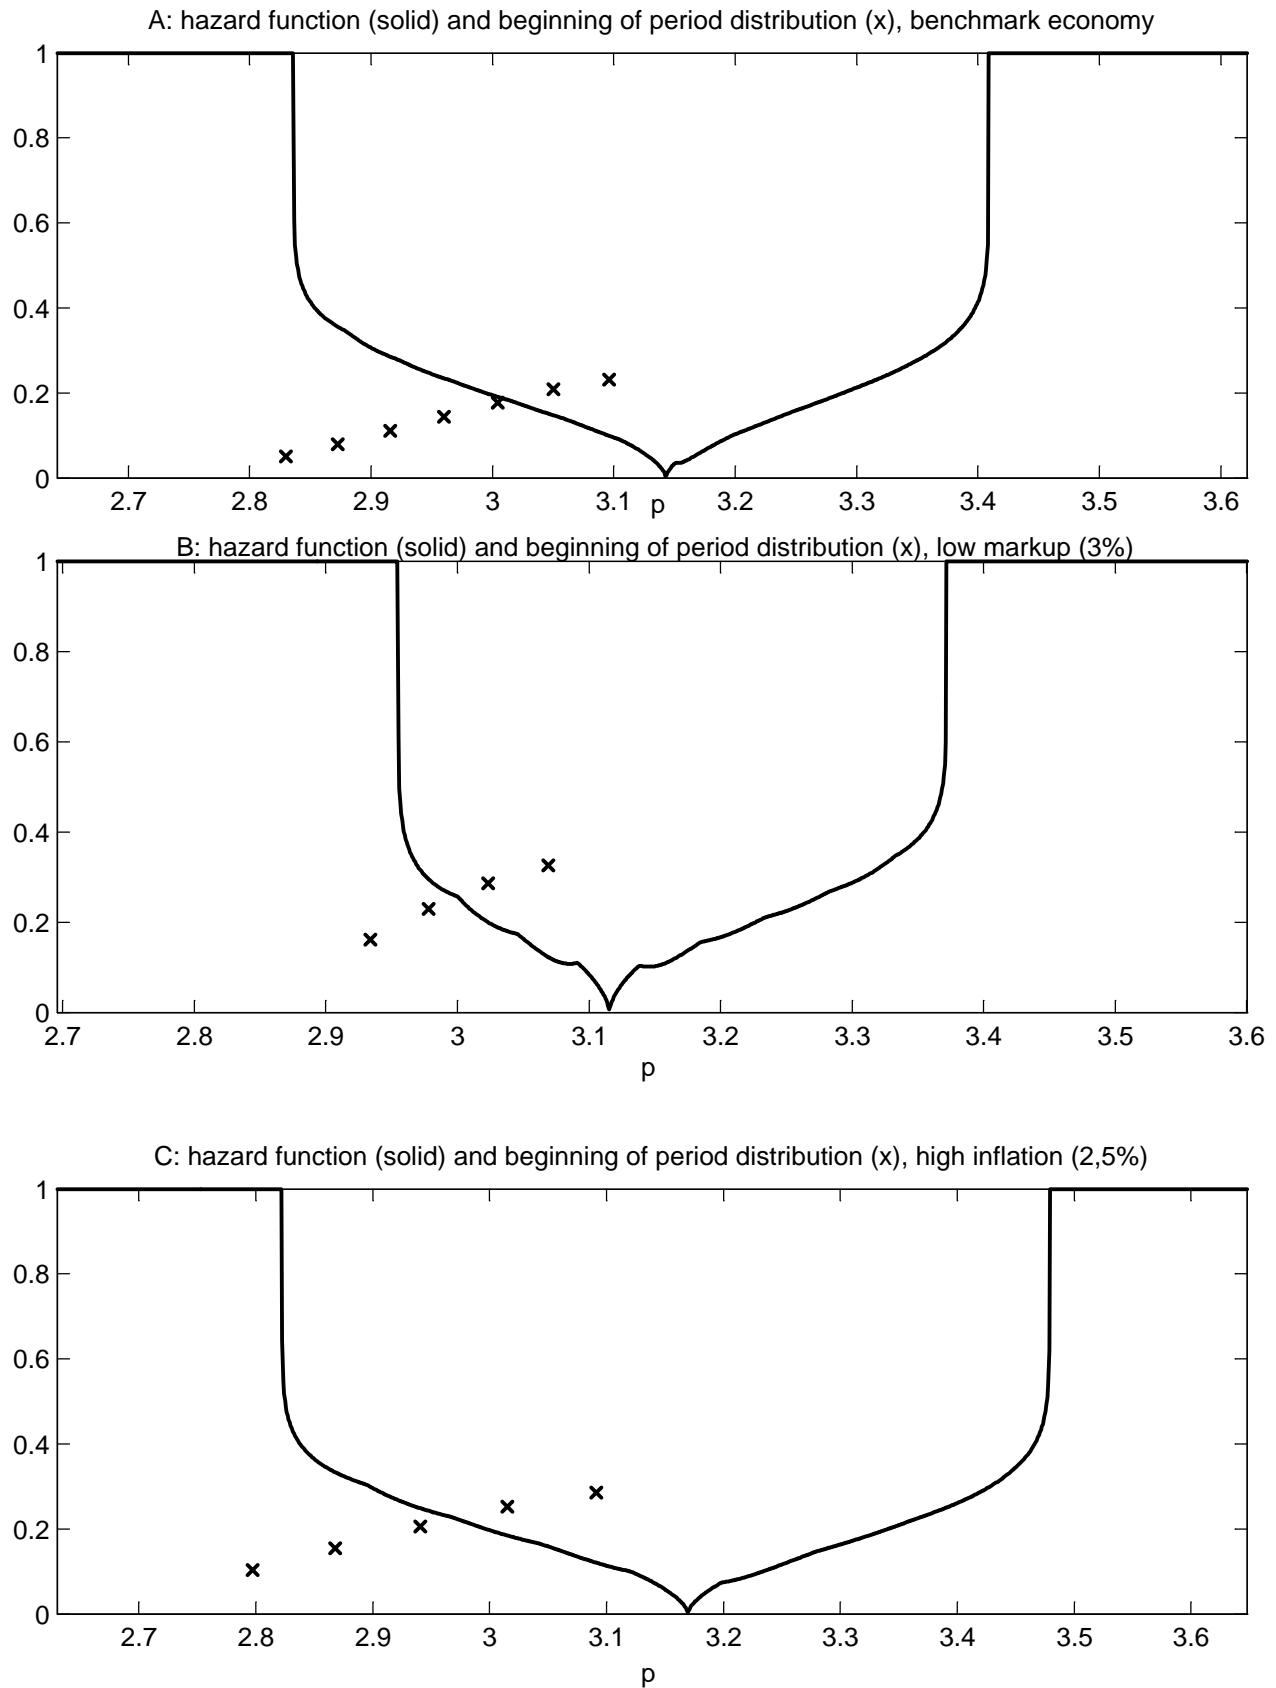 A: hazard function (solid) and beginning of period distribution (x), benchmark economy
1
0.8
0.6
0.4
0.2
0
2.7 2.8 2.9 3 3.1 3.2 3.3 3.4 3.5 3.6
p
B: hazard function (solid) and beginning of period distribution (x), low markup (3%)
1
0.8
0.6
0.4
0.2
0
2.7 2.8 2.9 3 3.1 3.2 3.3 3.4 3.5 3.6
p
C: hazard function (solid) and beginning of period distribution (x), high inflation (2,5%)
1
0.8
0.6
0.4
0.2
0
2.7 2.8 2.9 3 3.1 3.2 3.3 3.4 3.5 3.6
p